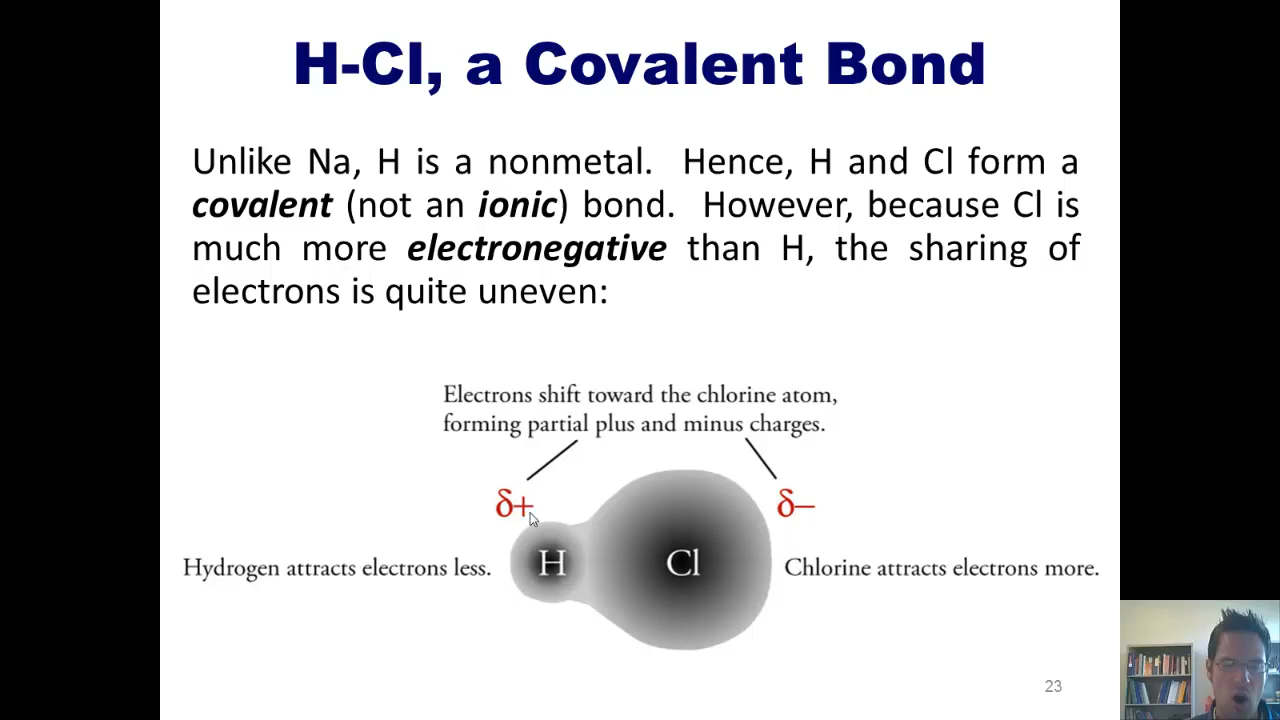 H-Cl, a Covalent Bond
Unlike Na, H is a nonmetal. Hence, H and Cl form a
covalent (not an ionic) bond. However, because Cl is
much more electronegative than H, the sharing of
electrons is quite uneven:
Electrons shift toward the chlorine atom,
forming partial plus and minus charges.
δ+
δ−
Hydrogen attracts electrons less.
H
Cl
Chlorine attracts electrons more.
23